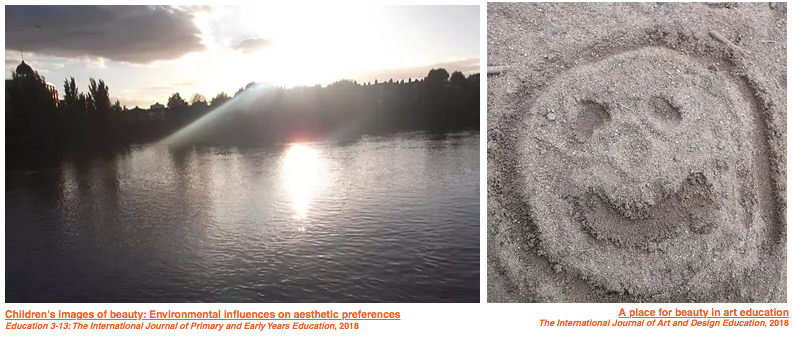 Children's images of beauty: Environmental influences on aesthetic preferences
Education 3-13: The International Journal of Primary and Early Years Education, 2018
A place for beauty in art education
The International Journal of Art and Design Education, 2018